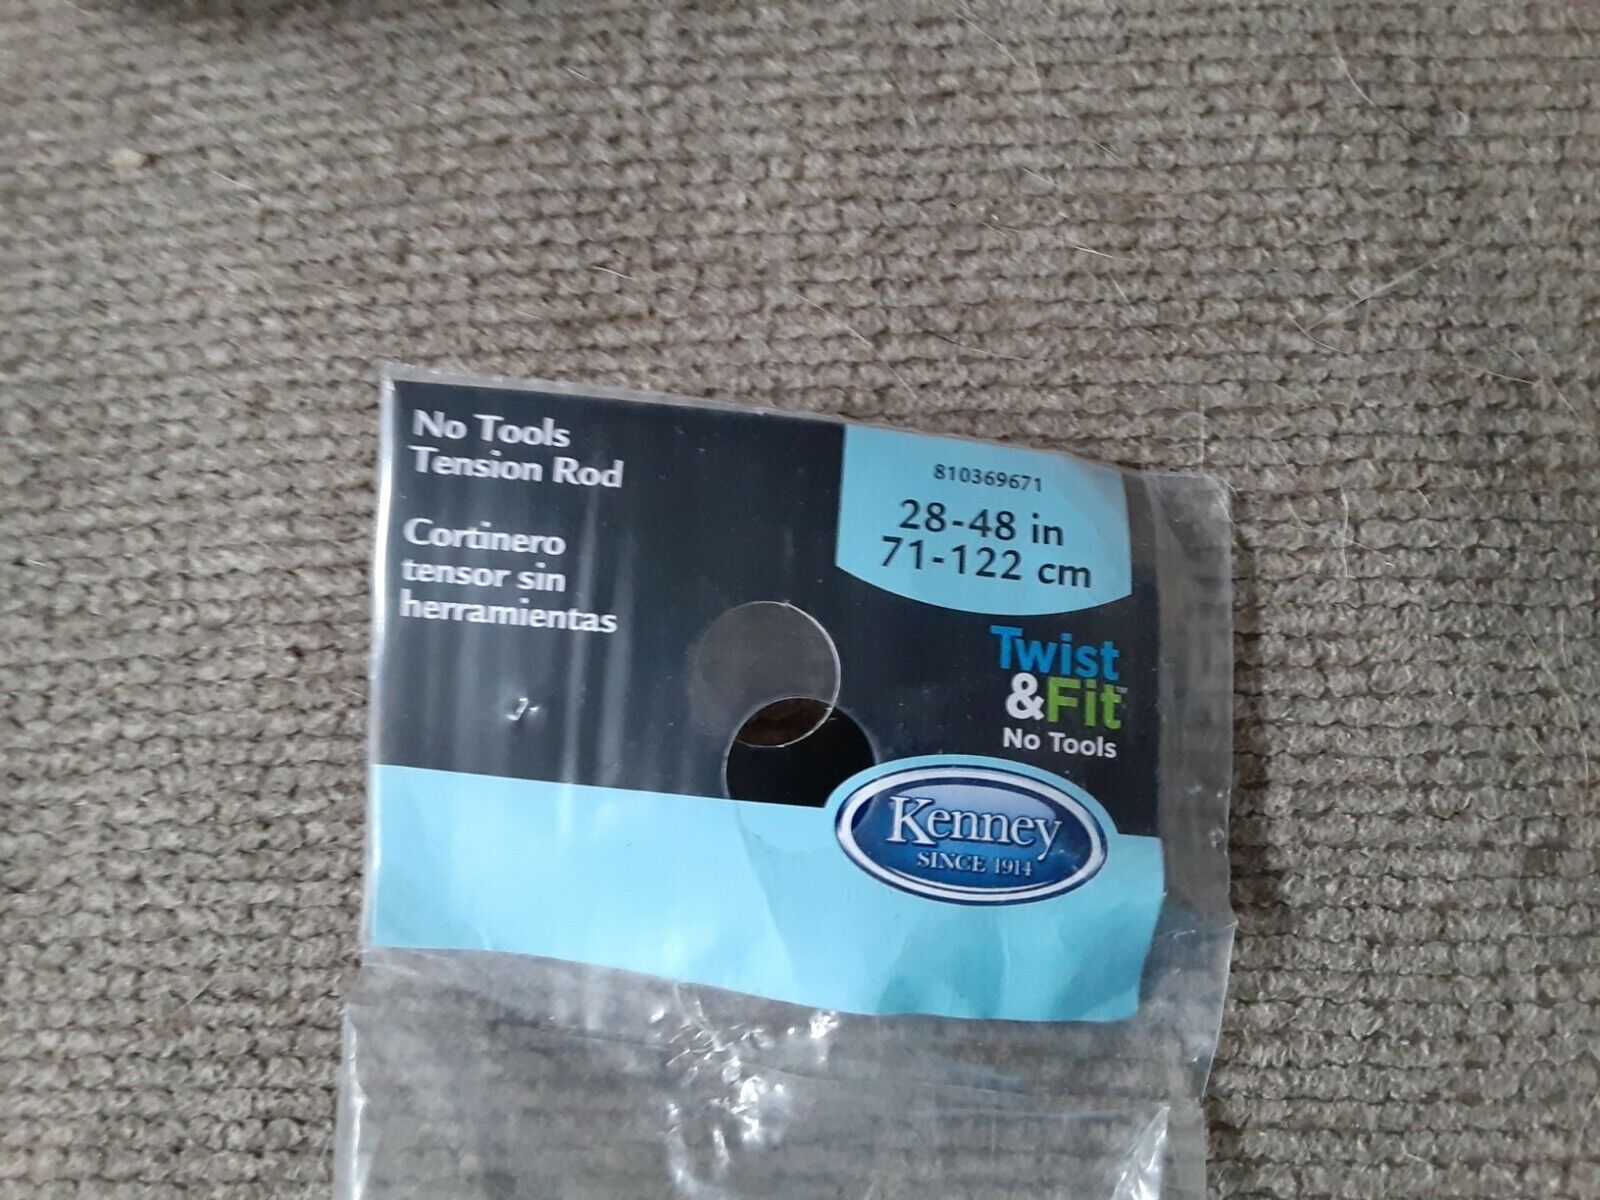 No Tools
Tension Rod
Cortinero
tensor sin
herramientas
810369671
28-48 in
71-122 cm
Twist
&Fit™
No Tools
Kenney
SINCE 1914